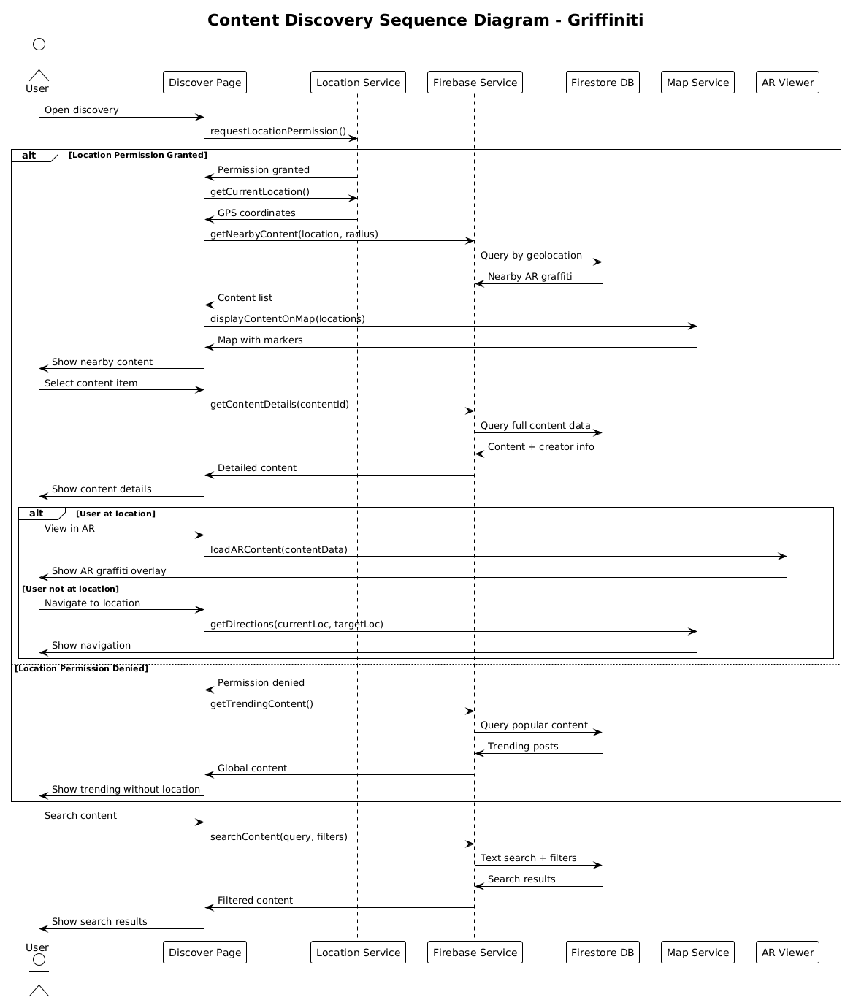 Content Discovery Sequence Diagram - Griffiniti
User
Discover Page
Location Service
Firebase Service
Firestore DB
Map Service
AR Viewer
Open discovery
requestLocationPermission()
alt
[Location Permission Granted]
Permission granted
getCurrentLocation()
GPS coordinates
getNearbyContent(location, radius)
Query by geolocation
Nearby AR graffiti
Content list
displayContentOnMap(locations)
Map with markers
Show nearby content
Select content item
getContentDetails(contentId)
Query full content data
Content + creator info
Detailed content
Show content details
alt
[User at location]
View in AR
loadARContent(contentData)
Show AR graffiti overlay
[User not at location]
Navigate to location
getDirections(currentLoc, targetLoc)
Show navigation
[Location Permission Denied]
Permission denied
getTrendingContent()
Query popular content
Trending posts
Global content
Show trending without location
Search content
searchContent(query, filters)
Text search + filters
Search results
Filtered content
Show search results
User
Discover Page
Location Service
Firebase Service
Firestore DB
Map Service
AR Viewer